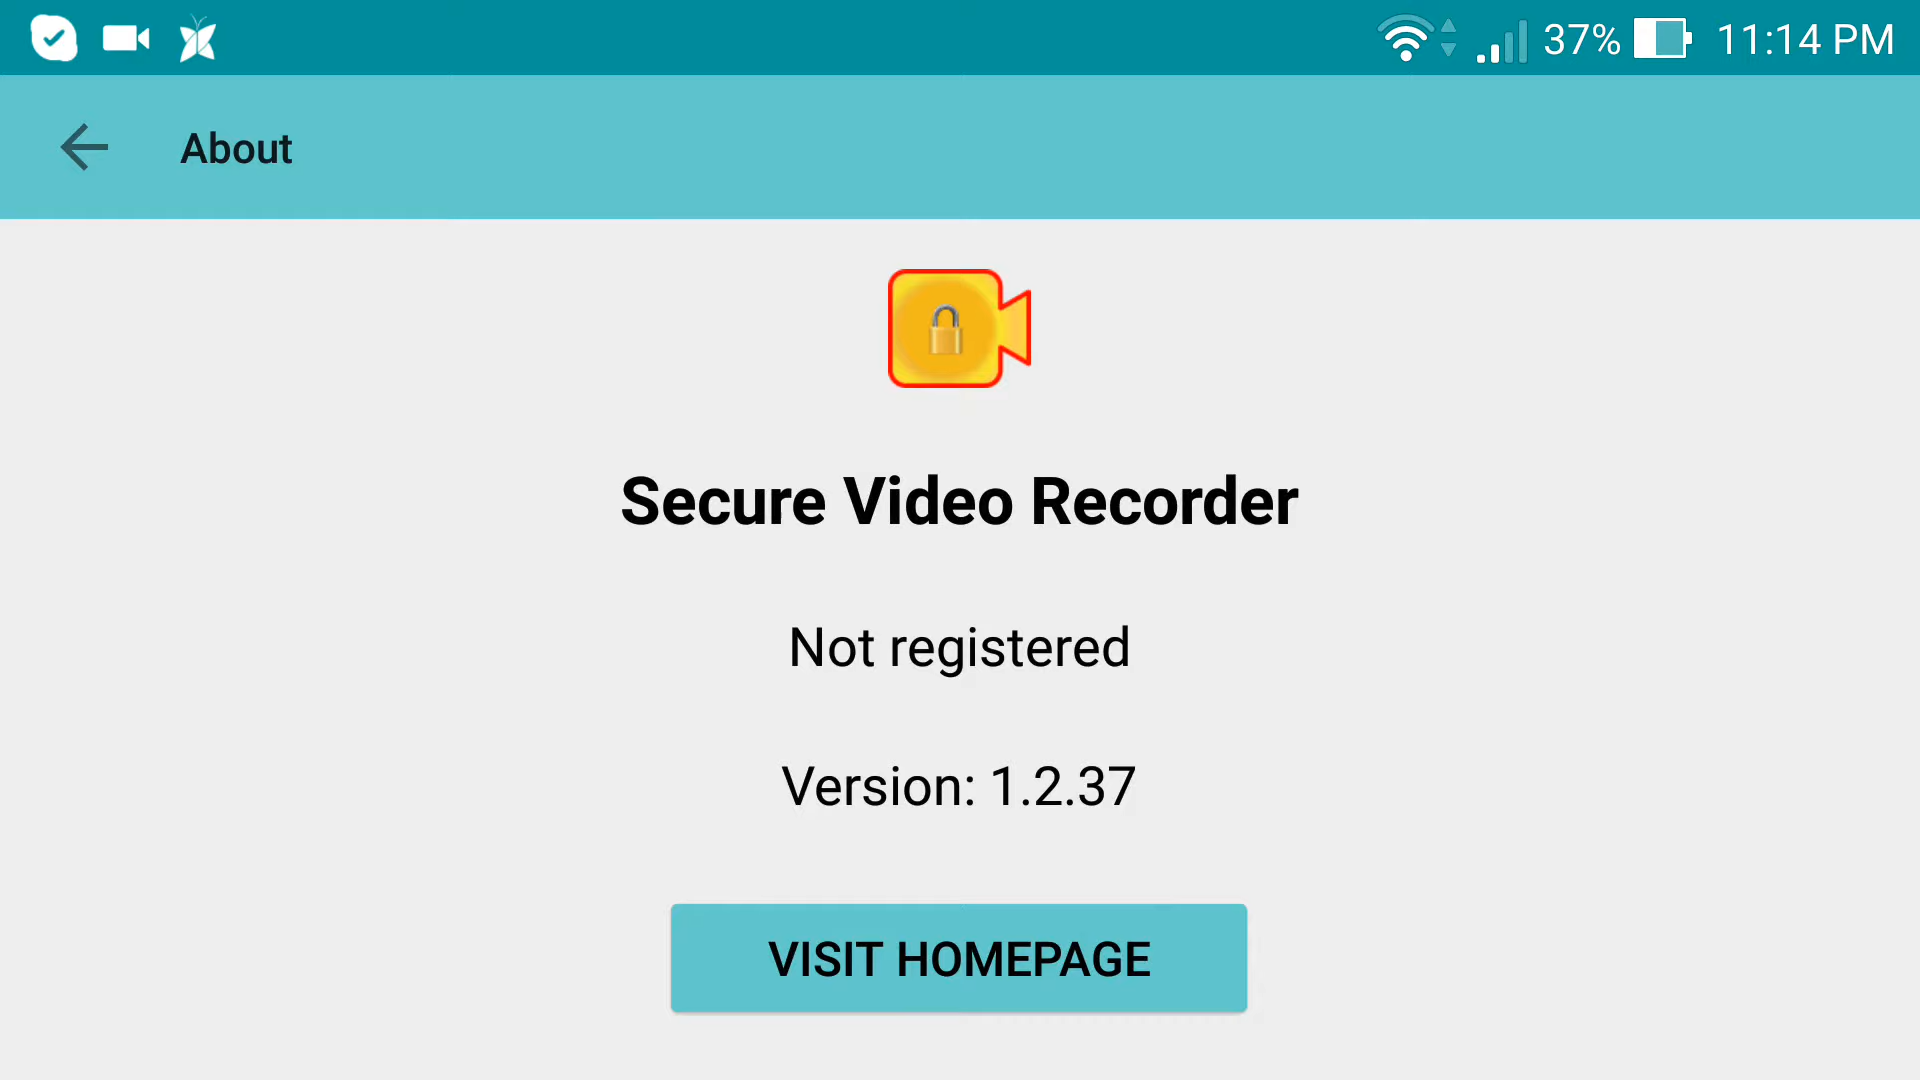 37% 11:14 PM
About
Secure Video Recorder
Not registered
Version: 1.2.37
VISIT HOMEPAGE